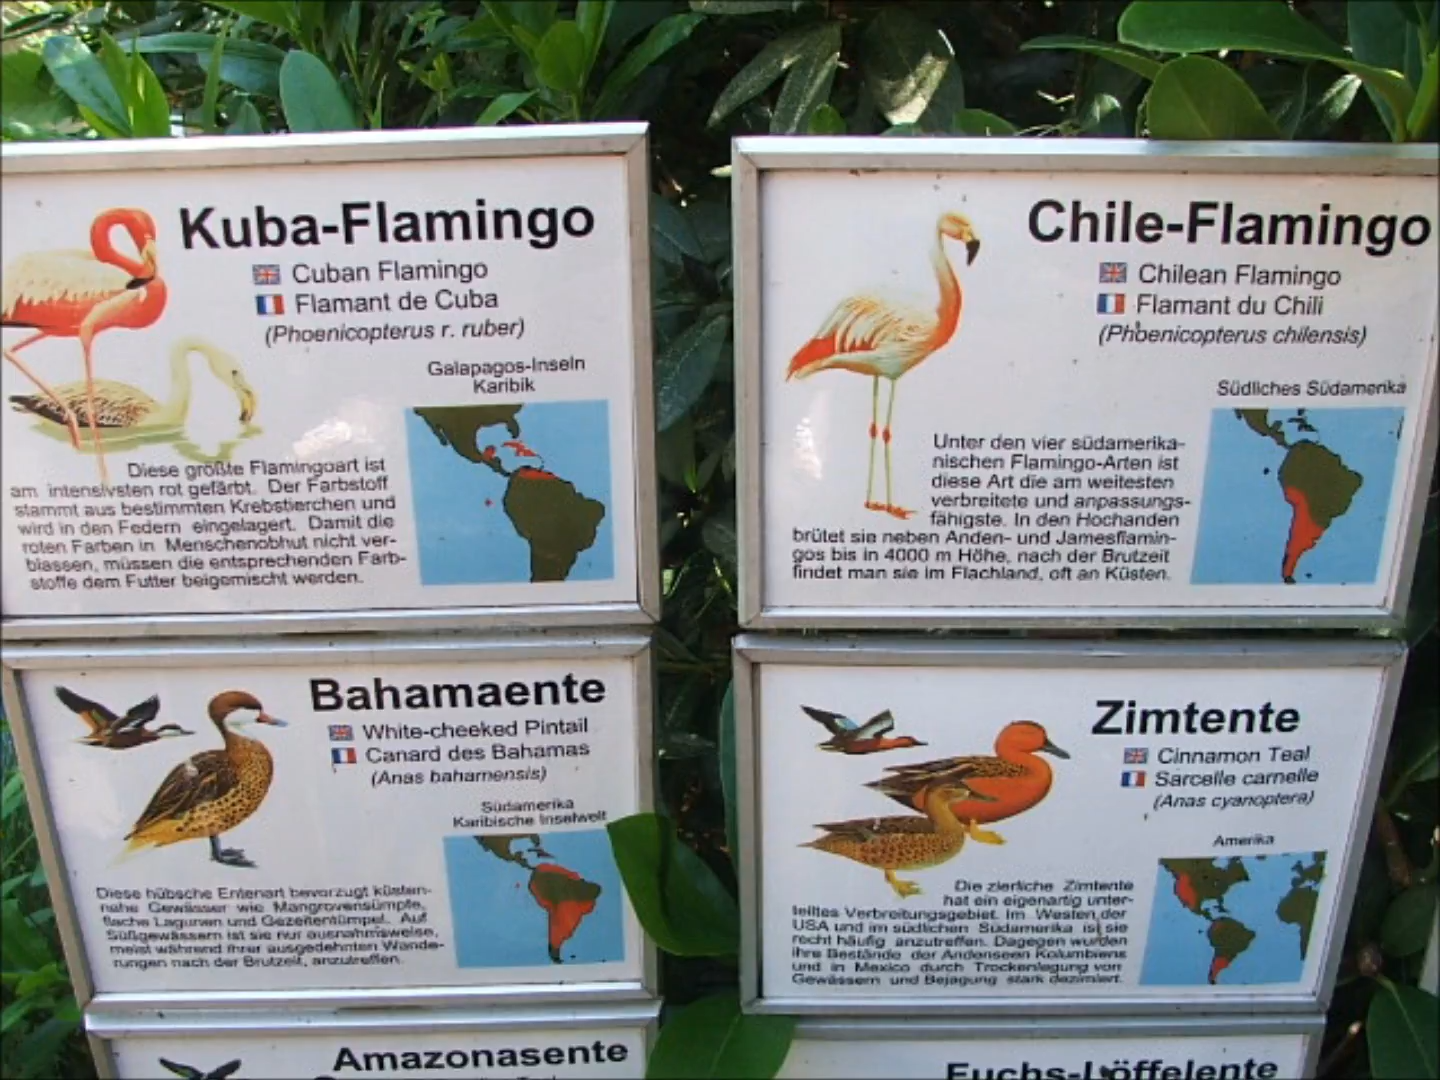 Kuba-Flamingo
Cuban Flamingo
Flamant de Cuba
(Phoenicopterus r. ruber)
Galapagos-Inseln
Karibik
Diese größte Flamingoart ist
am intensivsten rot gefärbt. Der Farbstoff
stammt aus bestimmten Krebstierchen und
wird in den Federn eingelagert. Damit die
roten Farben in Menschenobhut nicht ver-
blassen, müssen die entsprechenden Farb-
stoffe dem Futter beigemischt werden.
Chile-Flamingo
Chilean Flamingo
Flamant du Chili
(Phoenicopterus chilensis)
Südliches Südamerika
Unter den vier südamerika-
nischen Flamingo-Arten ist
diese Art die am weitesten
verbreitete und anpassungs-
fähigste. In den Hochanden
brütet sie neben Anden- und Jamesflamin-
gos bis in 4000 m Höhe, nach der Brutzeit
findet man sie im Flachland, oft an Küsten.
Bahamaente
White-cheeked Pintail
Canard des Bahamas
(Anas bahamensis)
Südamerika
Karibische Inselwelt
Diese hübsche Entenart bevorzugt küsten-
nahe Gewässer wie Mangrovensümpfe,
flache Lagunen und Gezeitentümpel. Auf
Süßgewässern ist sie nur ausnahmsweise,
meist während ihrer ausgedehnten Wande-
rungen nach der Brutzeit, anzutreffen.
Zimtente
Cinnamon Teal
Sarcelle carnelle
(Anas cyanoptera)
Amerika
Die zierliche Zimtente
hat ein eigenartig unter-
teiltes Verbreitungsgebiet. Im Westen der
USA und im südlichen Südamerika ist sie
recht häufig anzutreffen. Dagegen wurden
ihre Bestände der Andenseen Kolumbiens
und in Mexico durch Trockenlegung von
Gewässern und Bejagung stark dezimiert.
Amazonasente
Fuchs-Löffelente